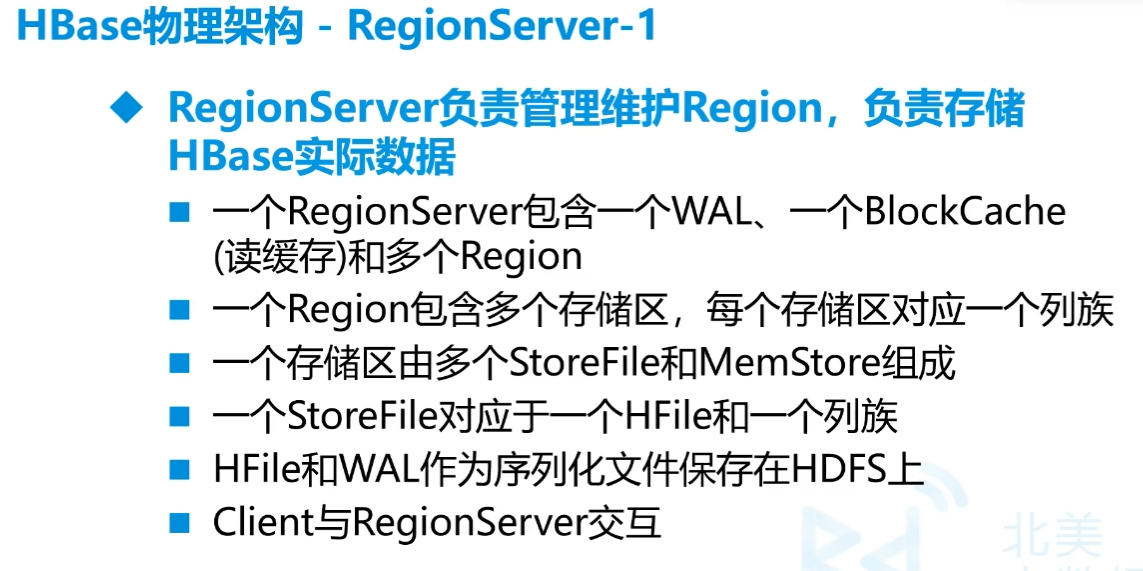 HBase物理架构 - RegionServer-1
RegionServer负责管理维护Region，负责存储
HBase实际数据
一个RegionServer包含一个WAL、一个BlockCache
(读缓存)和多个Region
一个Region包含多个存储区，每个存储区对应一个列族
一个存储区由多个StoreFile和MemStore组成
一个StoreFile对应于一个HFile和一个列族
HFile和WAL作为序列化文件保存在HDFS上
Client与RegionServer交互
北美